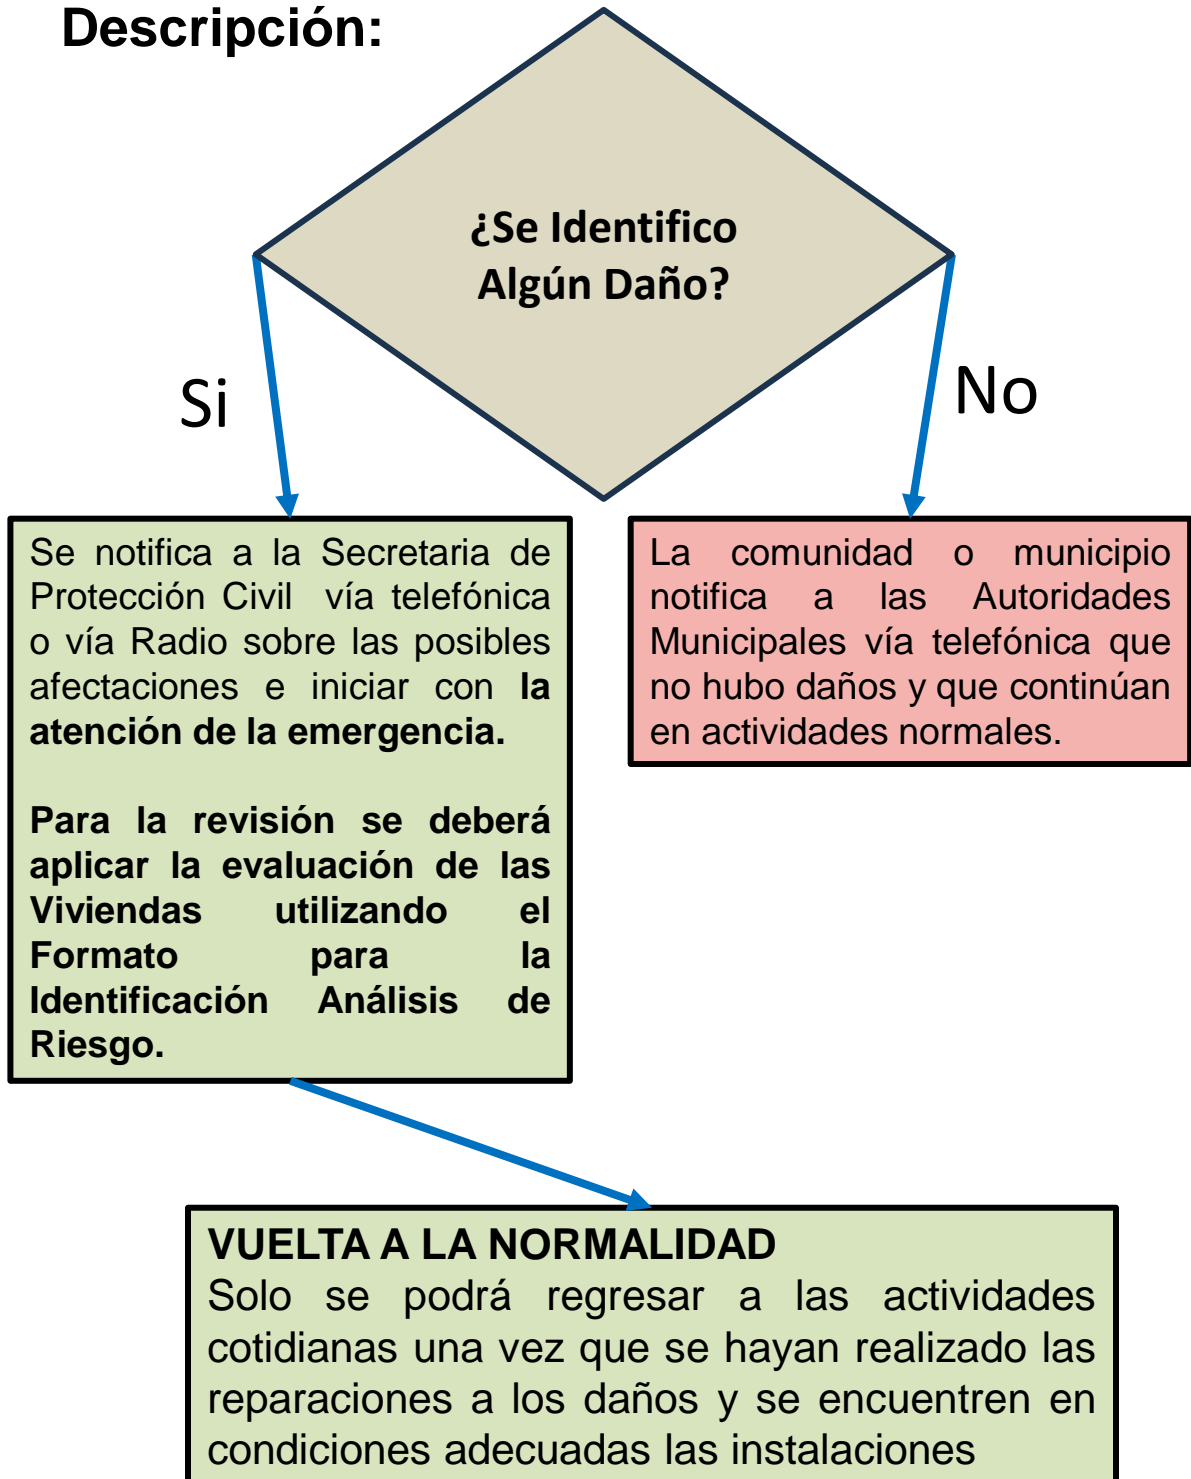 Descripción:
¿Se Identifico
Algún Daño?
Si
No
Se notifica a la Secretaria de
Protección Civil vía telefónica
o vía Radio sobre las posibles
afectaciones e iniciar con la
atención de la emergencia.
Para la revisión se deberá
aplicar la evaluación de las
Viviendas utilizando el
Formato para la
Identificación Análisis de
Riesgo.
La comunidad o municipio
notifica a las Autoridades
Municipales vía telefónica que
no hubo daños y que continúan
en actividades normales.
VUELTA A LA NORMALIDAD
Solo se podrá regresar a las actividades
cotidianas una vez que se hayan realizado las
reparaciones a los daños y se encuentren en
condiciones adecuadas las instalaciones